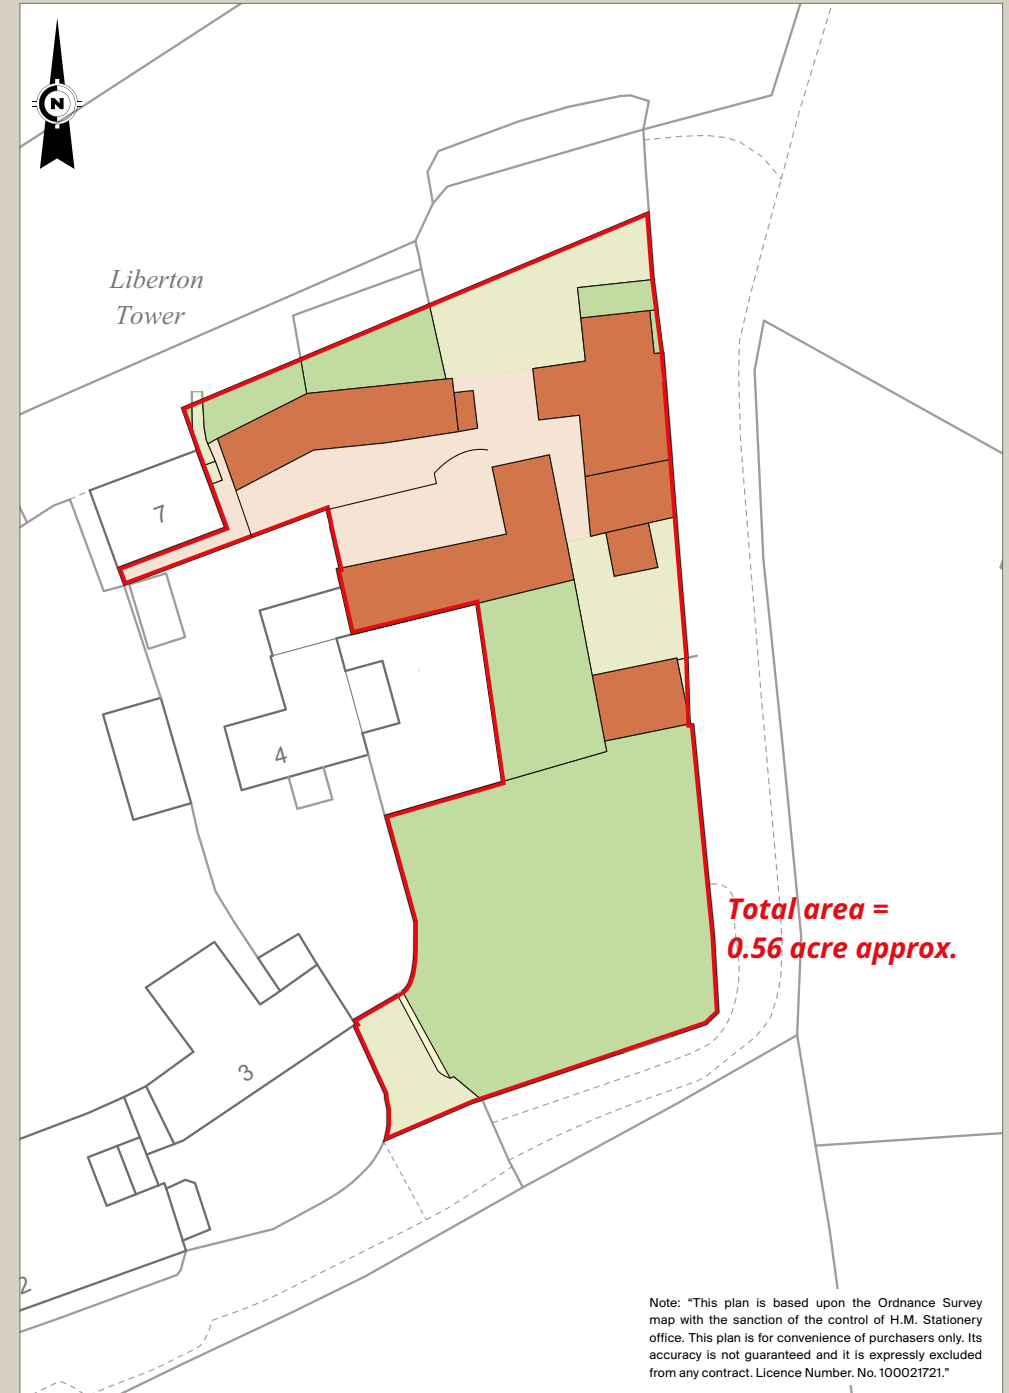 N
Liberton
Tower
7
4
Total area =
0.56 acre approx.
3
2
Note: “This plan is based upon the Ordnance Survey
map with the sanction of the control of H.M. Stationery
office. This plan is for convenience of purchasers only. Its
accuracy is not guaranteed and it is expressly excluded
from any contract. Licence Number. No. 100021721.”